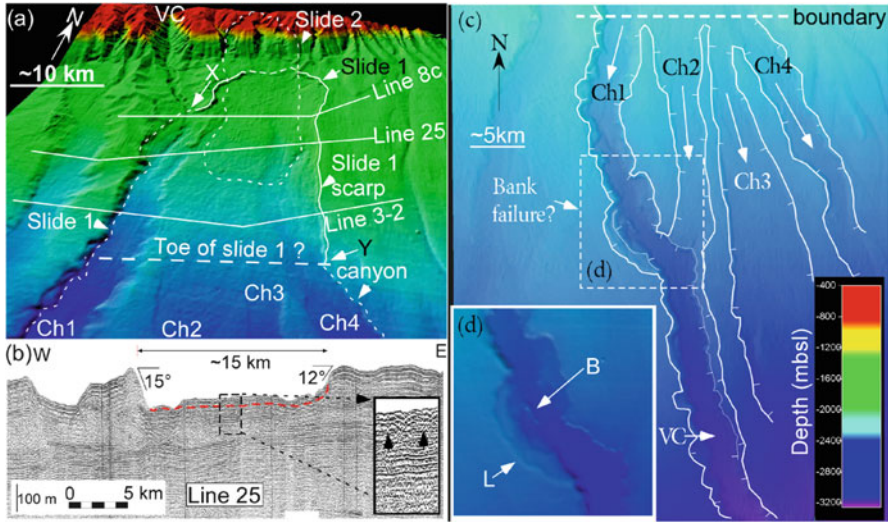 (a)
N
VC
Slide 2
~10 km
X
Slide 1
Line 8c
Line 25
Slide 1
scarp
Slide 1
Line 3-2
Toe of slide 1 ?
Y
canyon
Ch3
Ch1
Ch2
Ch4
(b)
W
~15 km
E
15°
12°
100 m
0
5 km
Line 25
(c)
boundary
N
Ch1
Ch2
Ch4
~5km
Ch3
Bank
failure?
(d)
(d)
B
L
VC
Depth (mbsl)
-400
-800
-1200
-1600
-2000
-2400
-2800
-3200